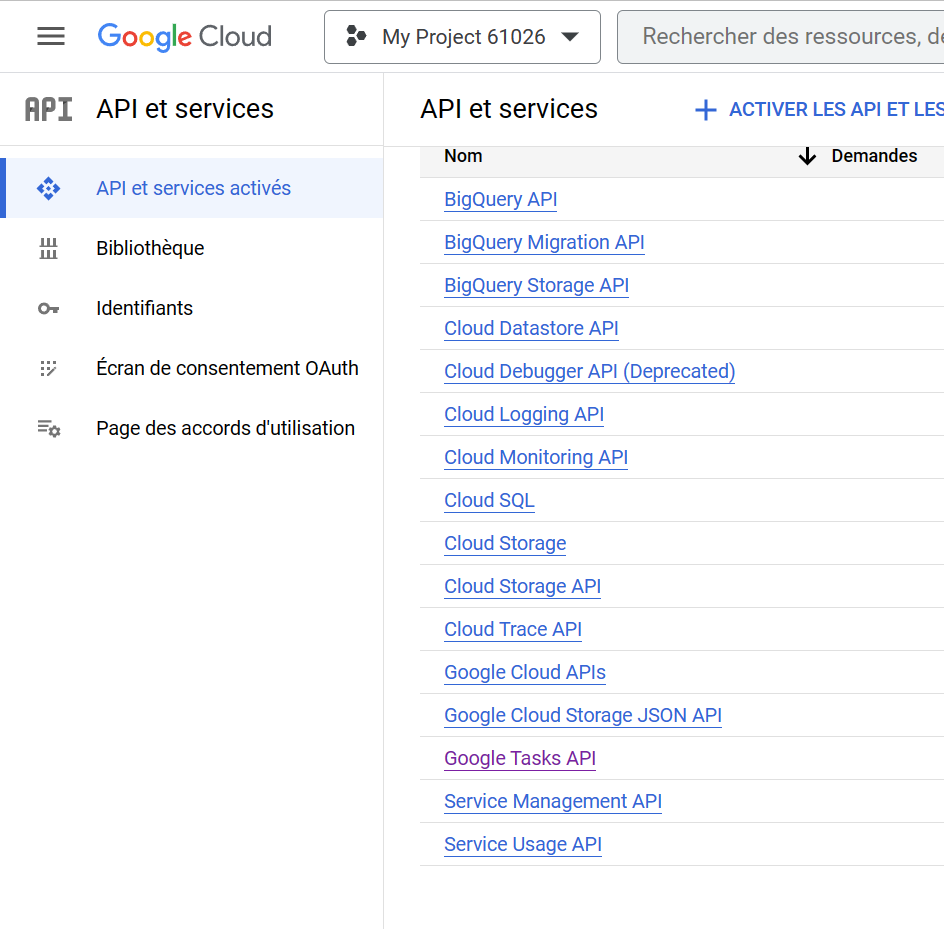 Google Cloud
My Project 61026
Rechercher des ressources, de
API
API et services
API et services
ACTIVER LES API ET LES
API et services activés
Bibliothèque
Identifiants
Écran de consentement OAuth
Page des accords d'utilisation
Nom
Demandes
BigQuery API
BigQuery Migration API
BigQuery Storage API
Cloud Datastore API
Cloud Debugger API (Deprecated)
Cloud Logging API
Cloud Monitoring API
Cloud SQL
Cloud Storage
Cloud Storage API
Cloud Trace API
Google Cloud APIs
Google Cloud Storage JSON API
Google Tasks API
Service Management API
Service Usage API